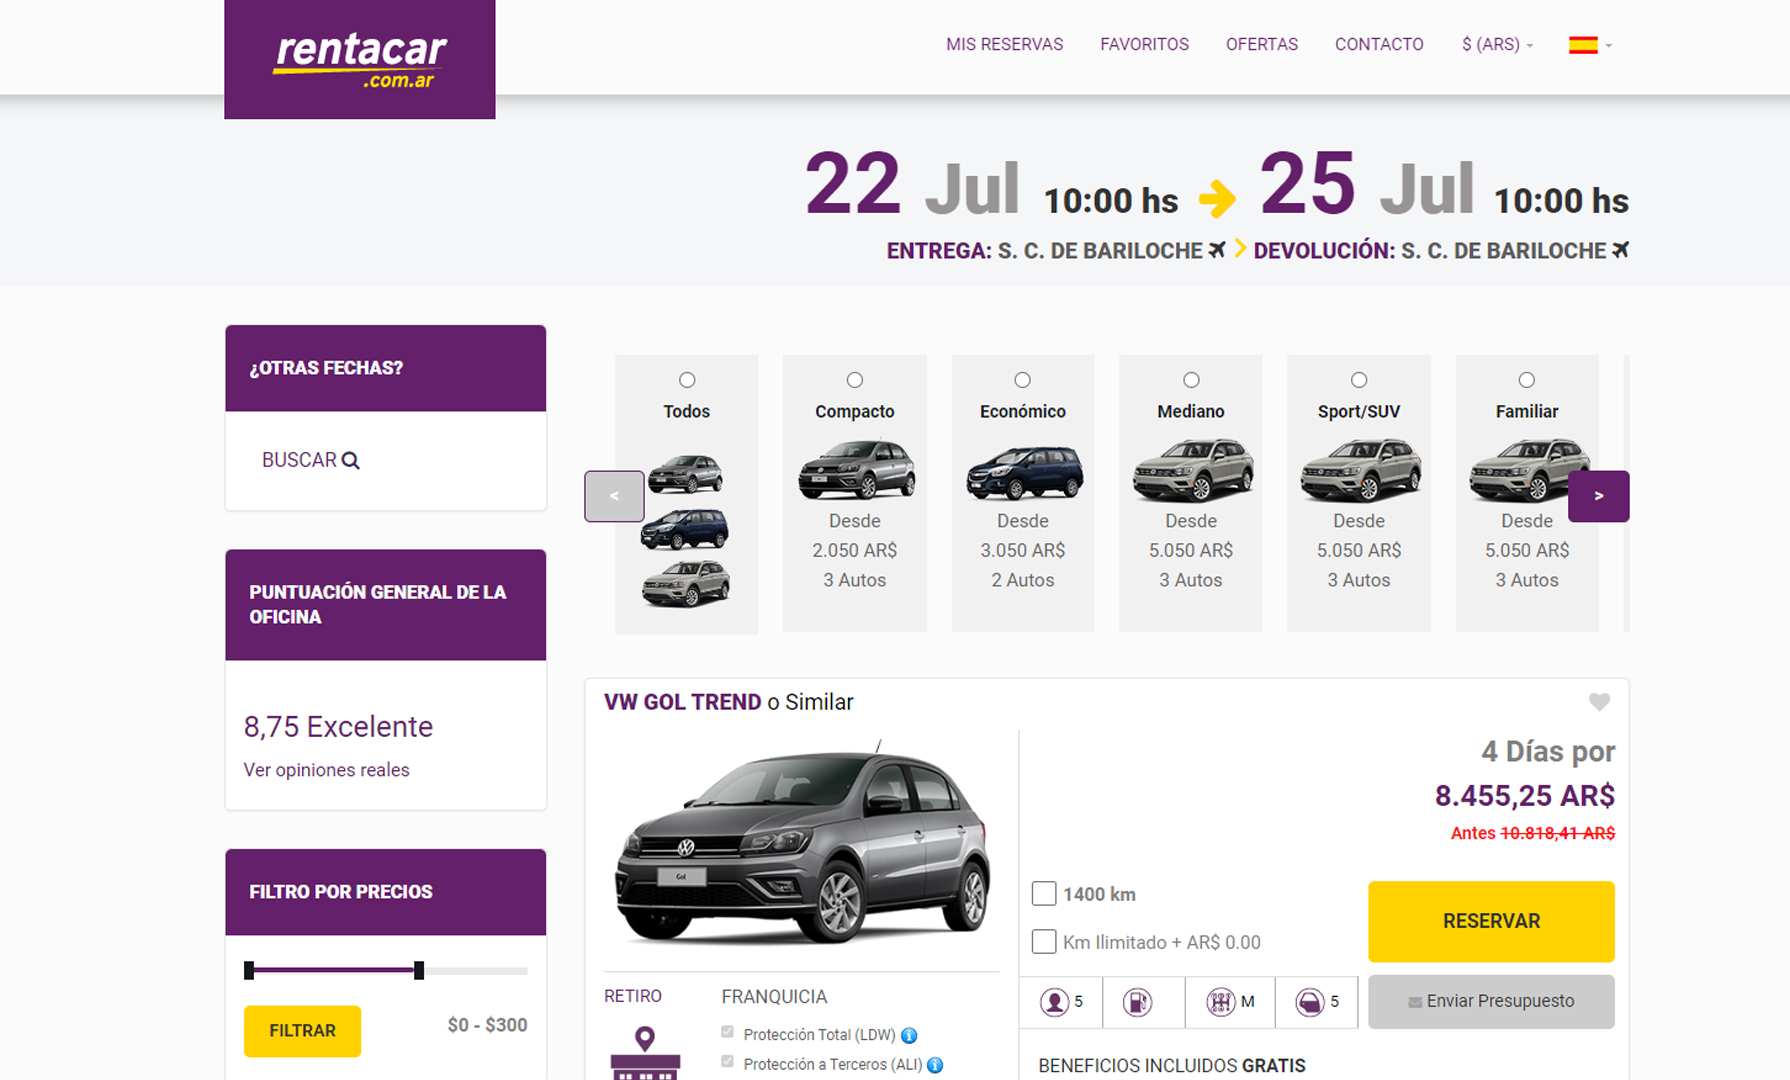 rentacar
.com.ar
MIS RESERVAS FAVORITOS OFERTAS CONTACTO $ (ARS)
22 Jul 10:00 hs 25 Jul 10:00 hs
ENTREGA: S. C. DE BARILOCHE DEVOLUCIÓN: S. C. DE BARILOCHE
¿OTRAS FECHAS?
BUSCAR
PUNTUACIÓN GENERAL DE LA
OFICINA
8,75 Excelente
Ver opiniones reales
FILTRO POR PRECIOS
FILTRAR $0 - $300
Todos Compacto Económico Mediano Sport/SUV Familiar
< >
Desde Desde Desde Desde Desde
2.050 AR$ 3.050 AR$ 5.050 AR$ 5.050 AR$ 5.050 AR$
3 Autos 2 Autos 3 Autos 3 Autos 3 Autos
VW GOL TREND o Similar
Gol
4 Días por
8.455,25 AR$
Antes 10.818,41 AR$
1400 km
Km Ilimitado + AR$ 0.00
RESERVAR
5 M 5
Enviar Presupuesto
RETIRO FRANQUICIA
Protección Total (LDW)
Protección a Terceros (ALI)
BENEFICIOS INCLUIDOS GRATIS